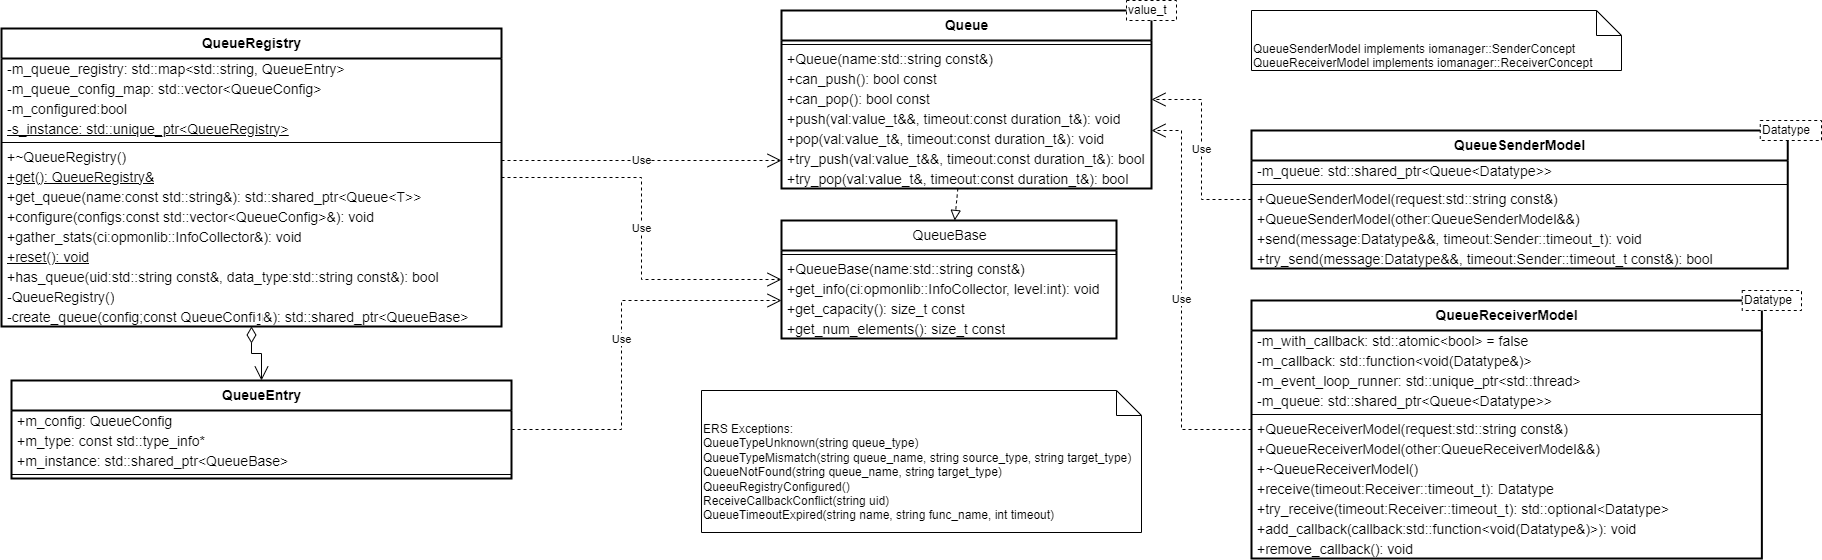 QueueRegistry
-m_queue_registry: std::map<std::string, QueueEntry>
-m_queue_config_map: std::vector<QueueConfig>
-m_configured:bool
-s_instance: std::unique_ptr<QueueRegistry>
+~QueueRegistry()
+get(): QueueRegistry&
+get_queue(name:const std::string&): std::shared_ptr<Queue<T>>
+configure(configs:const std::vector<QueueConfig>&): void
+gather_stats(ci:opmonlib::InfoCollector&): void
+reset(): void
+has_queue(uid:std::string const&, data_type:std::string const&): bool
-QueueRegistry()
-create_queue(config;const QueueConfig&): std::shared_ptr<QueueBase>
1
QueueEntry
+m_config: QueueConfig
+m_type: const std::type_info*
+m_instance: std::shared_ptr<QueueBase>
Use
Use
Use
value_t
Queue
+Queue(name:std::string const&)
+can_push(): bool const
+can_pop(): bool const
+push(val:value_t&&, timeout:const duration_t&): void
+pop(val:value_t&, timeout:const duration_t&): void
+try_push(val:value_t&&, timeout:const duration_t&): bool
+try_pop(val:value_t&, timeout:const duration_t&): bool
QueueBase
+QueueBase(name:std::string const&)
+get_info(ci:opmonlib::InfoCollector, level:int): void
+get_capacity(): size_t const
+get_num_elements(): size_t const
ERS Exceptions:
QueueTypeUnknown(string queue_type)
QueueTypeMismatch(string queue_name, string source_type, string target_type)
QueueNotFound(string queue_name, string target_type)
QueeuRegistryConfigured()
ReceiveCallbackConflict(string uid)
QueueTimeoutExpired(string name, string func_name, int timeout)
Use
Use
QueueSenderModel implements iomanager::SenderConcept
QueueReceiverModel implements iomanager::ReceiverConcept
Datatype
QueueSenderModel
-m_queue: std::shared_ptr<Queue<Datatype>>
+QueueSenderModel(request:std::string const&)
+QueueSenderModel(other:QueueSenderModel&&)
+send(message:Datatype&&, timeout:Sender::timeout_t): void
+try_send(message:Datatype&&, timeout:Sender::timeout_t const&): bool
Datatype
QueueReceiverModel
-m_with_callback: std::atomic<bool> = false
-m_callback: std::function<void(Datatype&)>
-m_event_loop_runner: std::unique_ptr<std::thread>
-m_queue: std::shared_ptr<Queue<Datatype>>
+QueueReceiverModel(request:std::string const&)
+QueueReceiverModel(other:QueueReceiverModel&&)
+~QueueReceiverModel()
+receive(timeout:Receiver::timeout_t): Datatype
+try_receive(timeout:Receiver::timeout_t): std::optional<Datatype>
+add_callback(callback:std::function<void(Datatype&)>): void
+remove_callback(): void